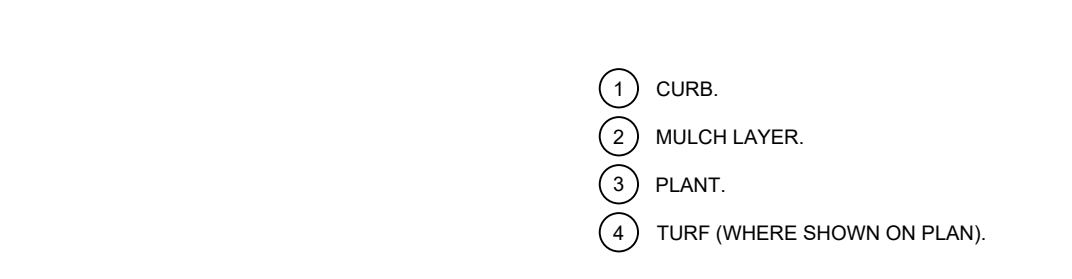 1 CURB.
2 MULCH LAYER.
3 PLANT.
4 TURF (WHERE SHOWN ON PLAN).